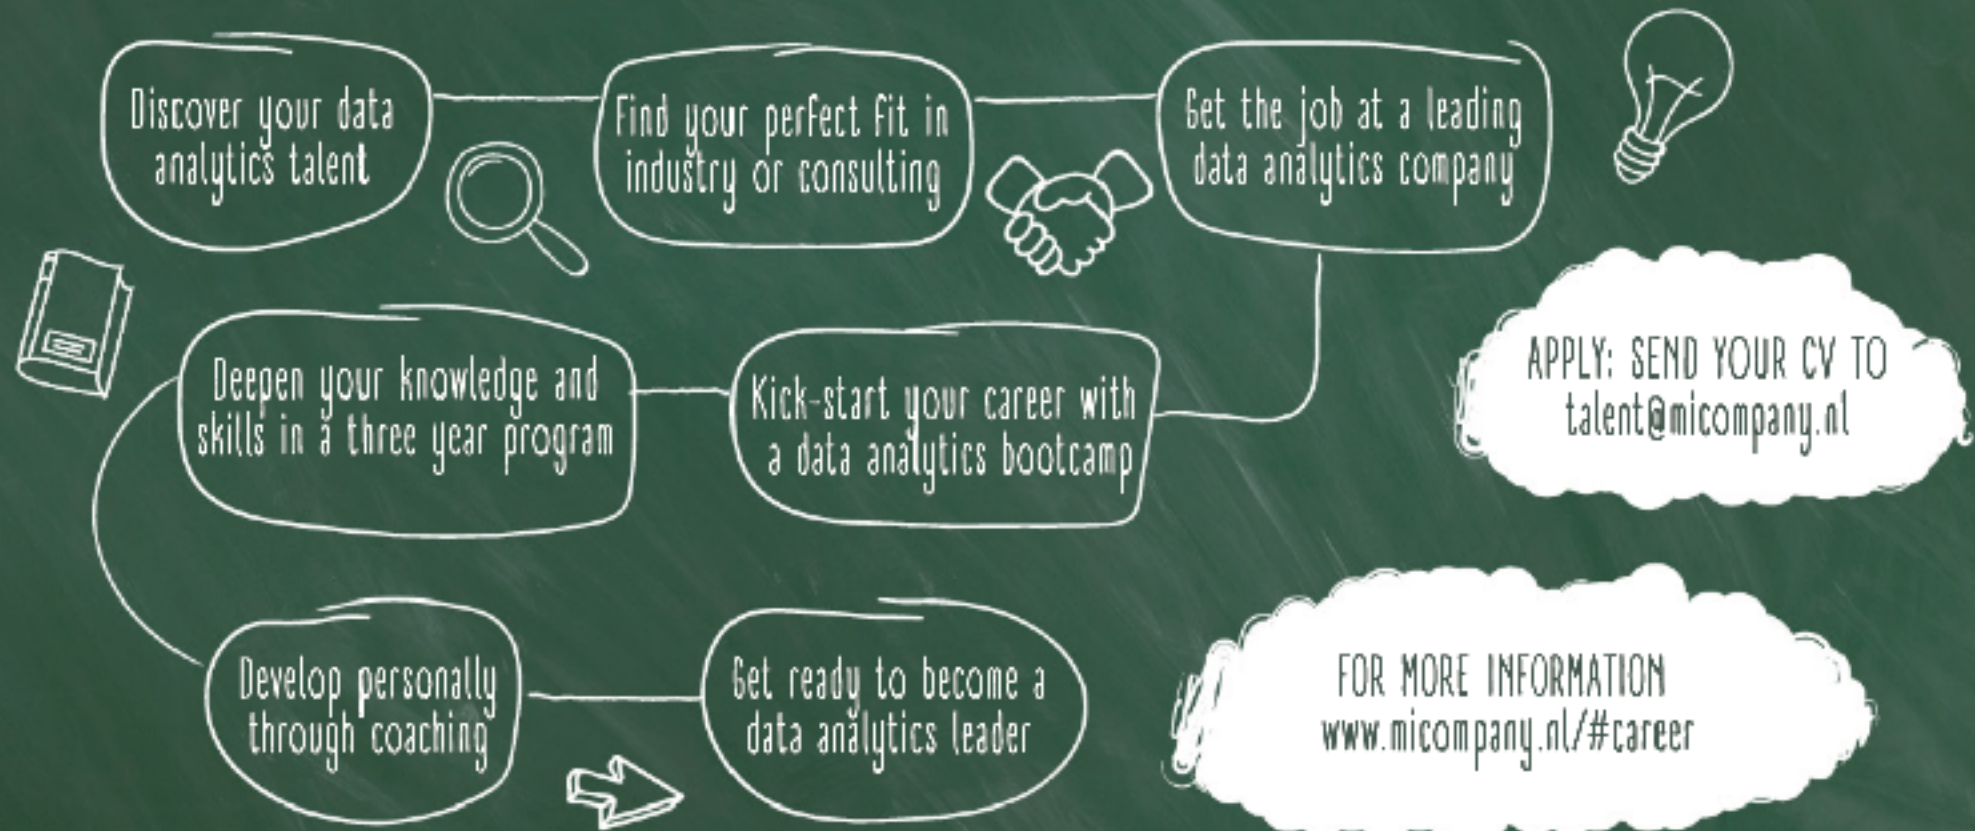 Discover your data
analytics talent
Find your perfect fit in
industry or consulting
Get the job at a leading
data analytics company
Kick-start your career with
a data analytics bootcamp
Deepen your knowledge and
skills in a three year program
Develop personally
through coaching
Get ready to become a
data analytics leader
APPLY: SEND YOUR CV TO
talent@micompany.nl
FOR MORE INFORMATION
www.micompany.nl/#career